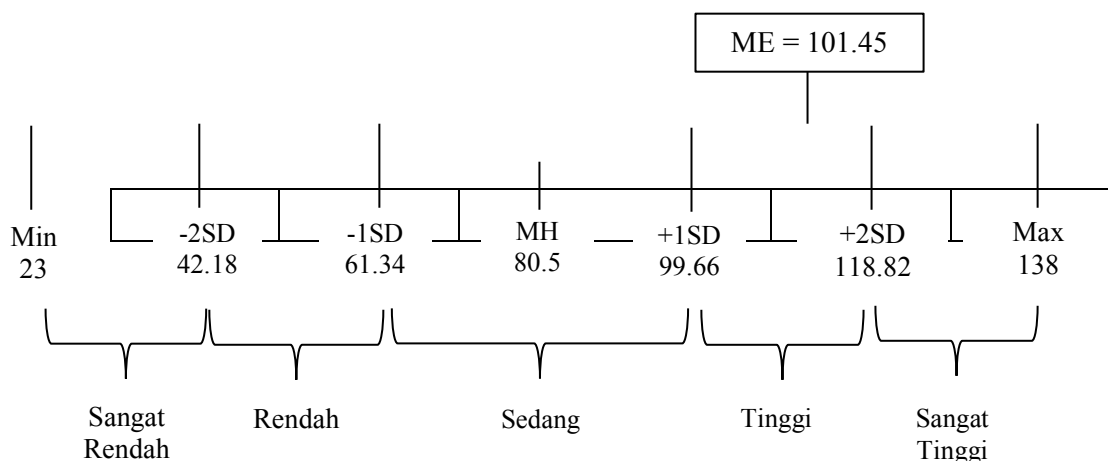 ME = 101.45
Min
23
-2SD
42.18
-1SD
61.34
MH
80.5
+1SD
99.66
+2SD
118.82
Max
138
Sangat
Rendah
Rendah
Sedang
Tinggi
Sangat
Tinggi